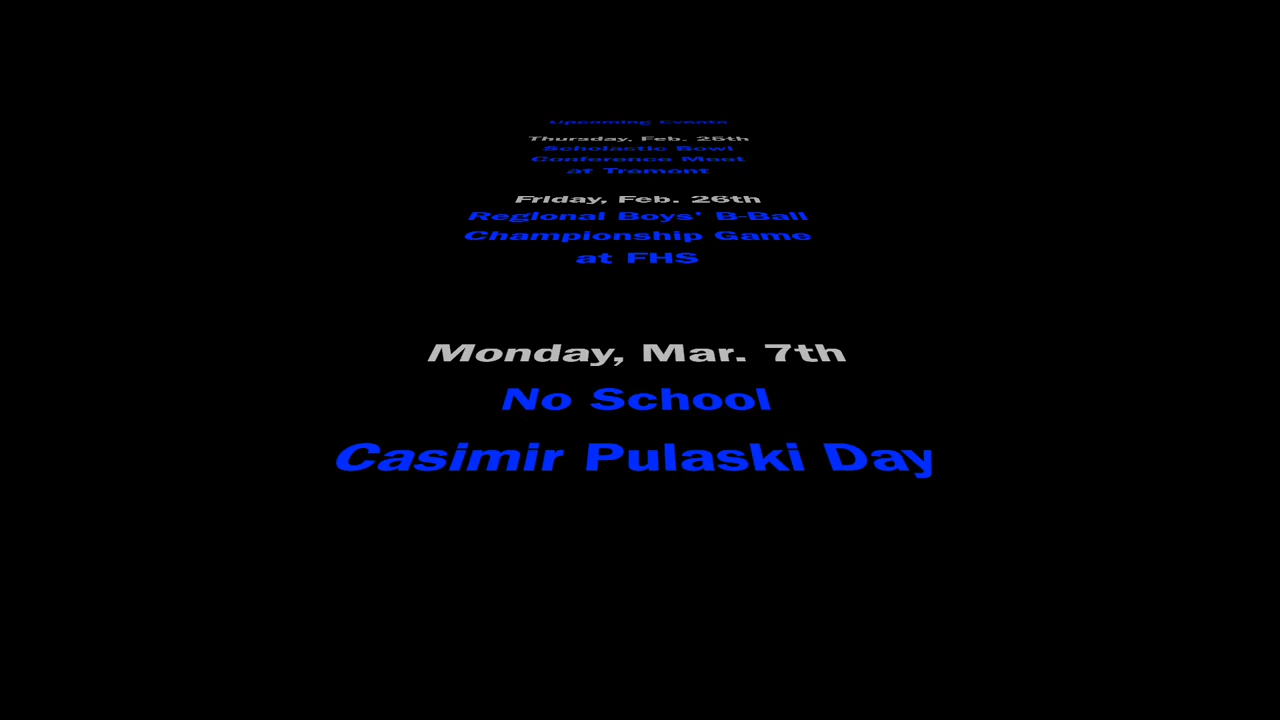 Upcoming Events
Thursday, Feb. 25th
Scholastic Bowl
Conference Meet
at Tremont
Friday, Feb. 26th
Regional Boys' B-Ball
Championship Game
at FHS
Monday, Mar. 7th
No School
Casimir Pulaski Day